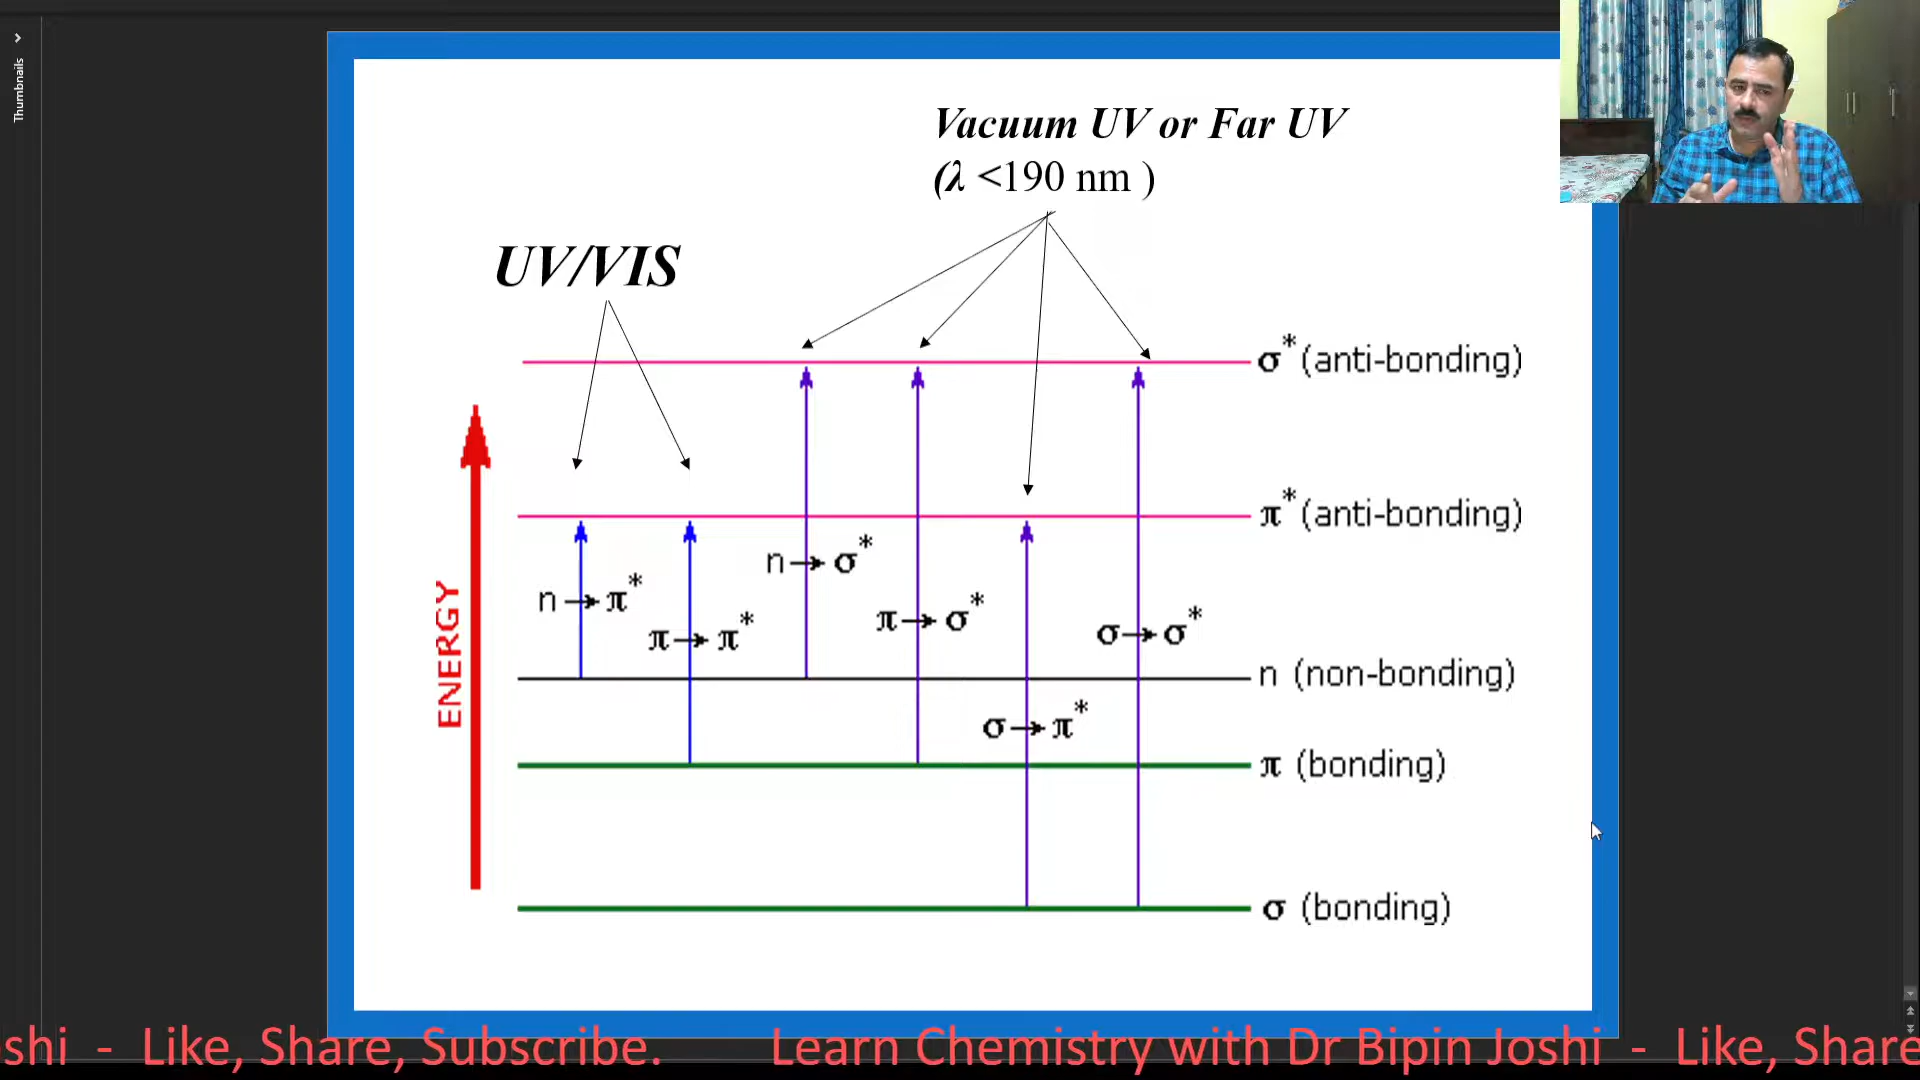 Thumbnails
Vacuum UV or Far UV
(λ <190 nm )
UV/VIS
σ* (anti-bonding)
π* (anti-bonding)
n → σ*
n → π*
π → σ*
π → π*
σ → σ*
ENERGY
n (non-bonding)
σ → π*
π (bonding)
σ (bonding)
shi - Like, Share, Subscribe. Learn Chemistry with Dr Bipin Joshi - Like, Share